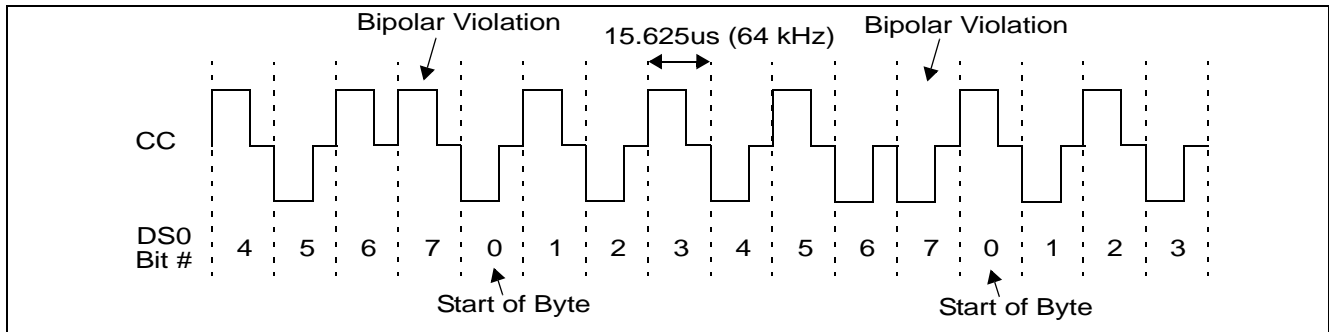 Bipolar Violation
15.625us (64 kHz)
Bipolar Violation
CC
DS0
Bit #
4 5 6 7 0 1 2 3 4 5 6 7 0 1 2 3
Start of Byte
Start of Byte